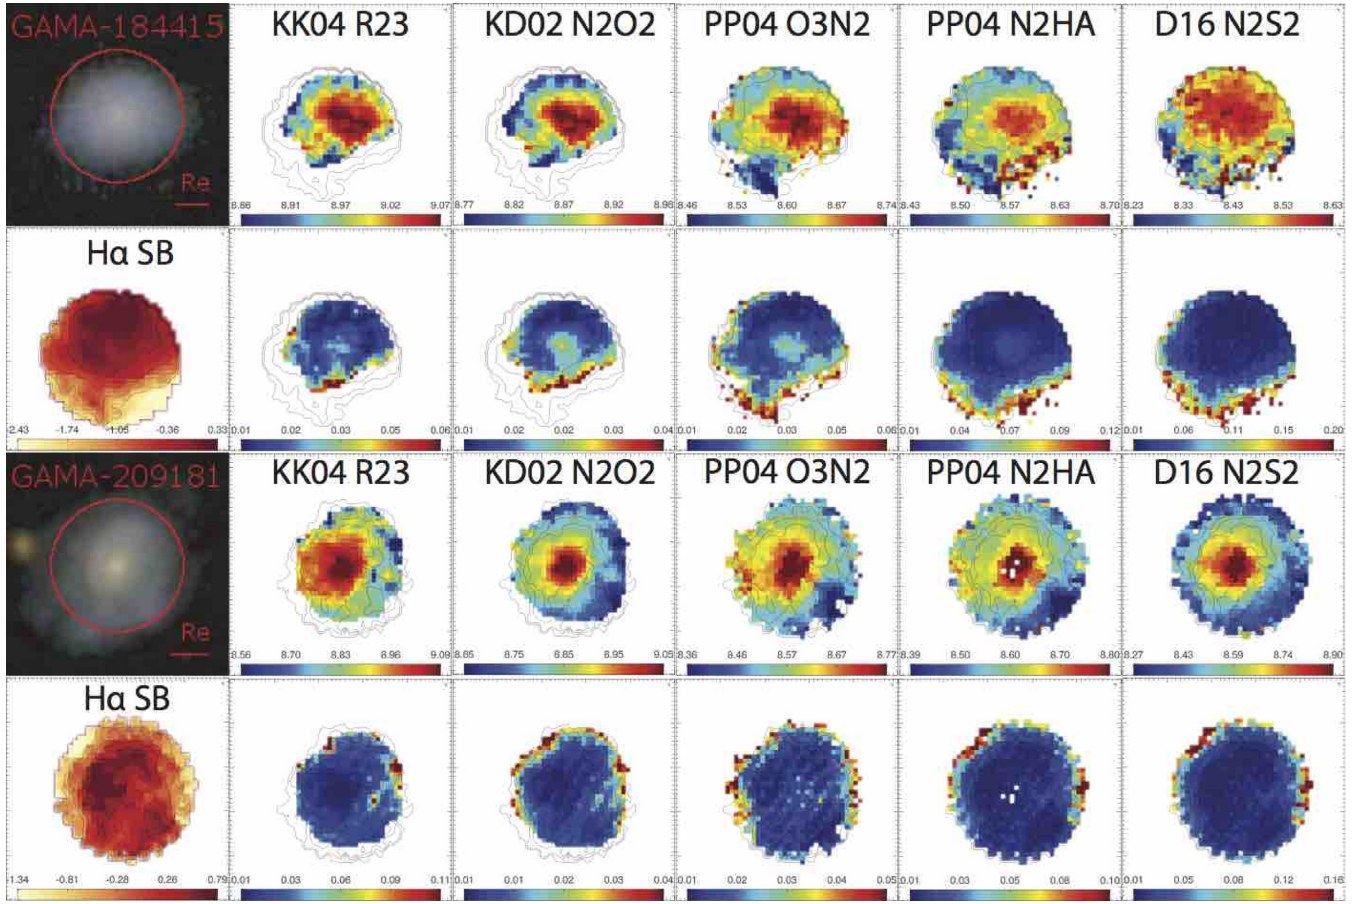 GAMA-184415 KK04 R23 KD02 N2O2 PP04 O3N2 PP04 N2HA D16 N2S2
Re
8.86 8.91 8.97 9.02 9.07 8.77 8.82 8.87 8.92 8.96 8.46 8.53 8.60 8.67 8.74 8.43 8.50 8.57 8.63 8.70 8.23 8.33 8.43 8.53 8.63
Hα SB
-2.43 -1.74 -1.05 -0.36 0.33 0.01 0.02 0.03 0.05 0.06 0.01 0.02 0.02 0.03 0.04 0.01 0.02 0.03 0.05 0.06 0.01 0.04 0.07 0.09 0.12 0.01 0.06 0.11 0.15 0.20
GAMA-209181 KK04 R23 KD02 N2O2 PP04 O3N2 PP04 N2HA D16 N2S2
Re
8.56 8.70 8.83 8.96 9.09 8.65 8.75 8.85 8.95 9.05 8.36 8.46 8.57 8.67 8.77 8.39 8.50 8.60 8.70 8.80 8.27 8.43 8.59 8.74 8.90
Hα SB
-1.34 -0.81 -0.28 0.26 0.79 0.01 0.03 0.06 0.09 0.11 0.01 0.02 0.02 0.03 0.04 0.01 0.02 0.03 0.04 0.05 0.01 0.03 0.05 0.08 0.10 0.01 0.05 0.08 0.12 0.16